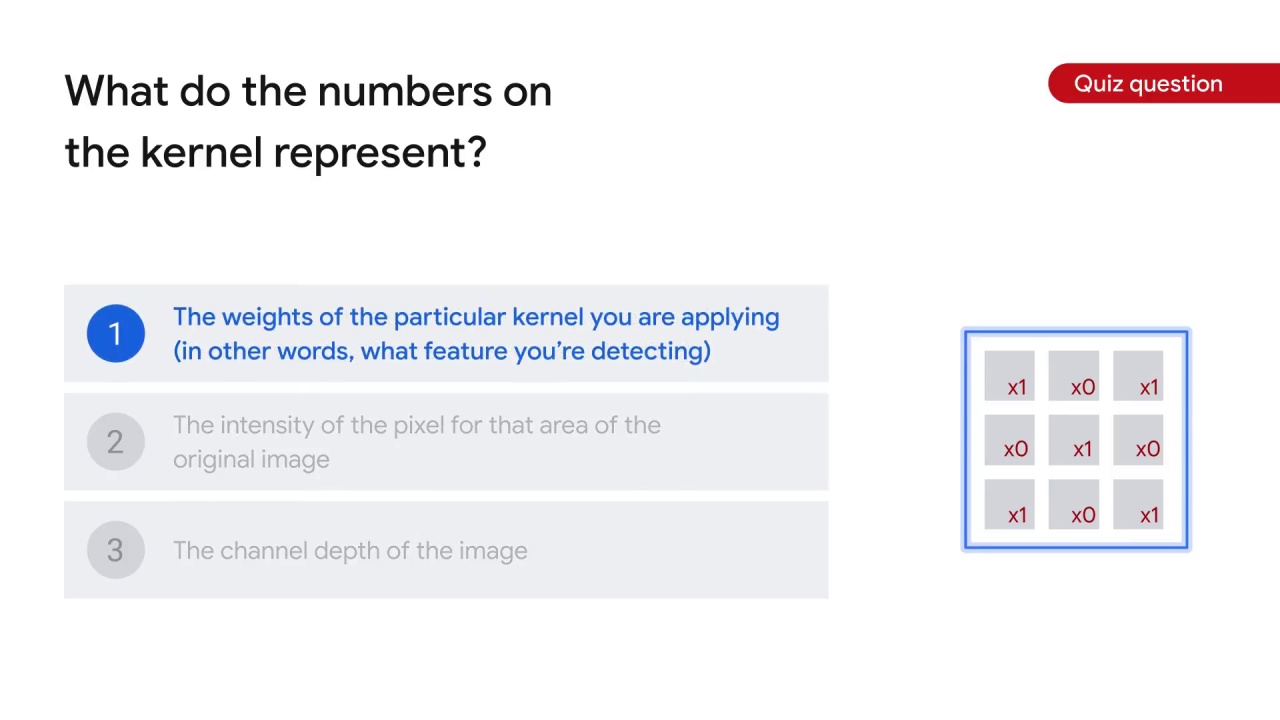 What do the numbers on
the kernel represent?
Quiz question
1
The weights of the particular kernel you are applying
(in other words, what feature you’re detecting)
2
The intensity of the pixel for that area of the
original image
3
The channel depth of the image
x1 x0 x1
x0 x1 x0
x1 x0 x1